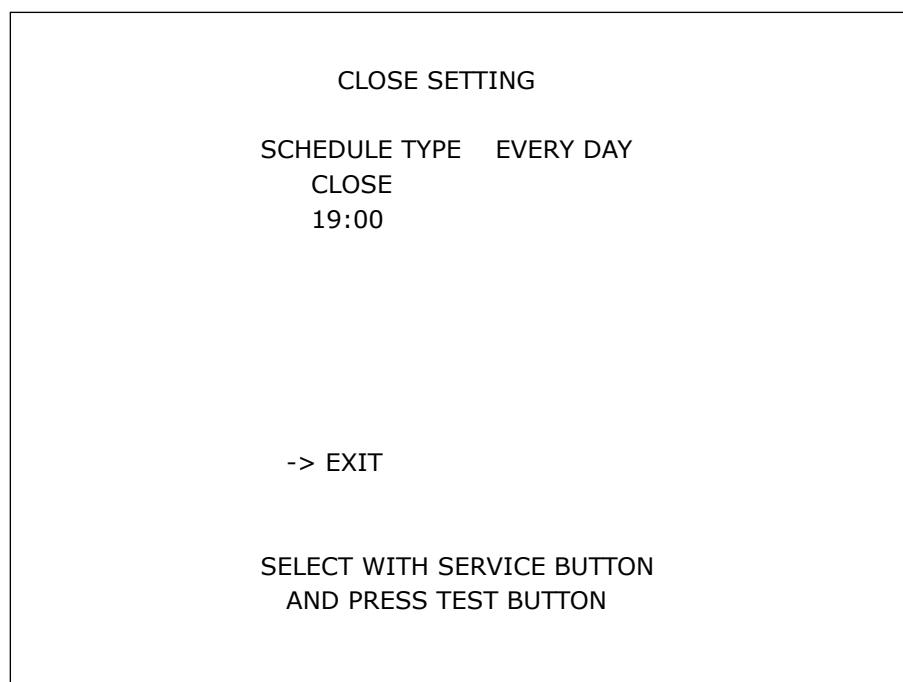 CLOSE SETTING
SCHEDULE TYPE EVERY DAY
CLOSE
19:00
-> EXIT
SELECT WITH SERVICE BUTTON
AND PRESS TEST BUTTON